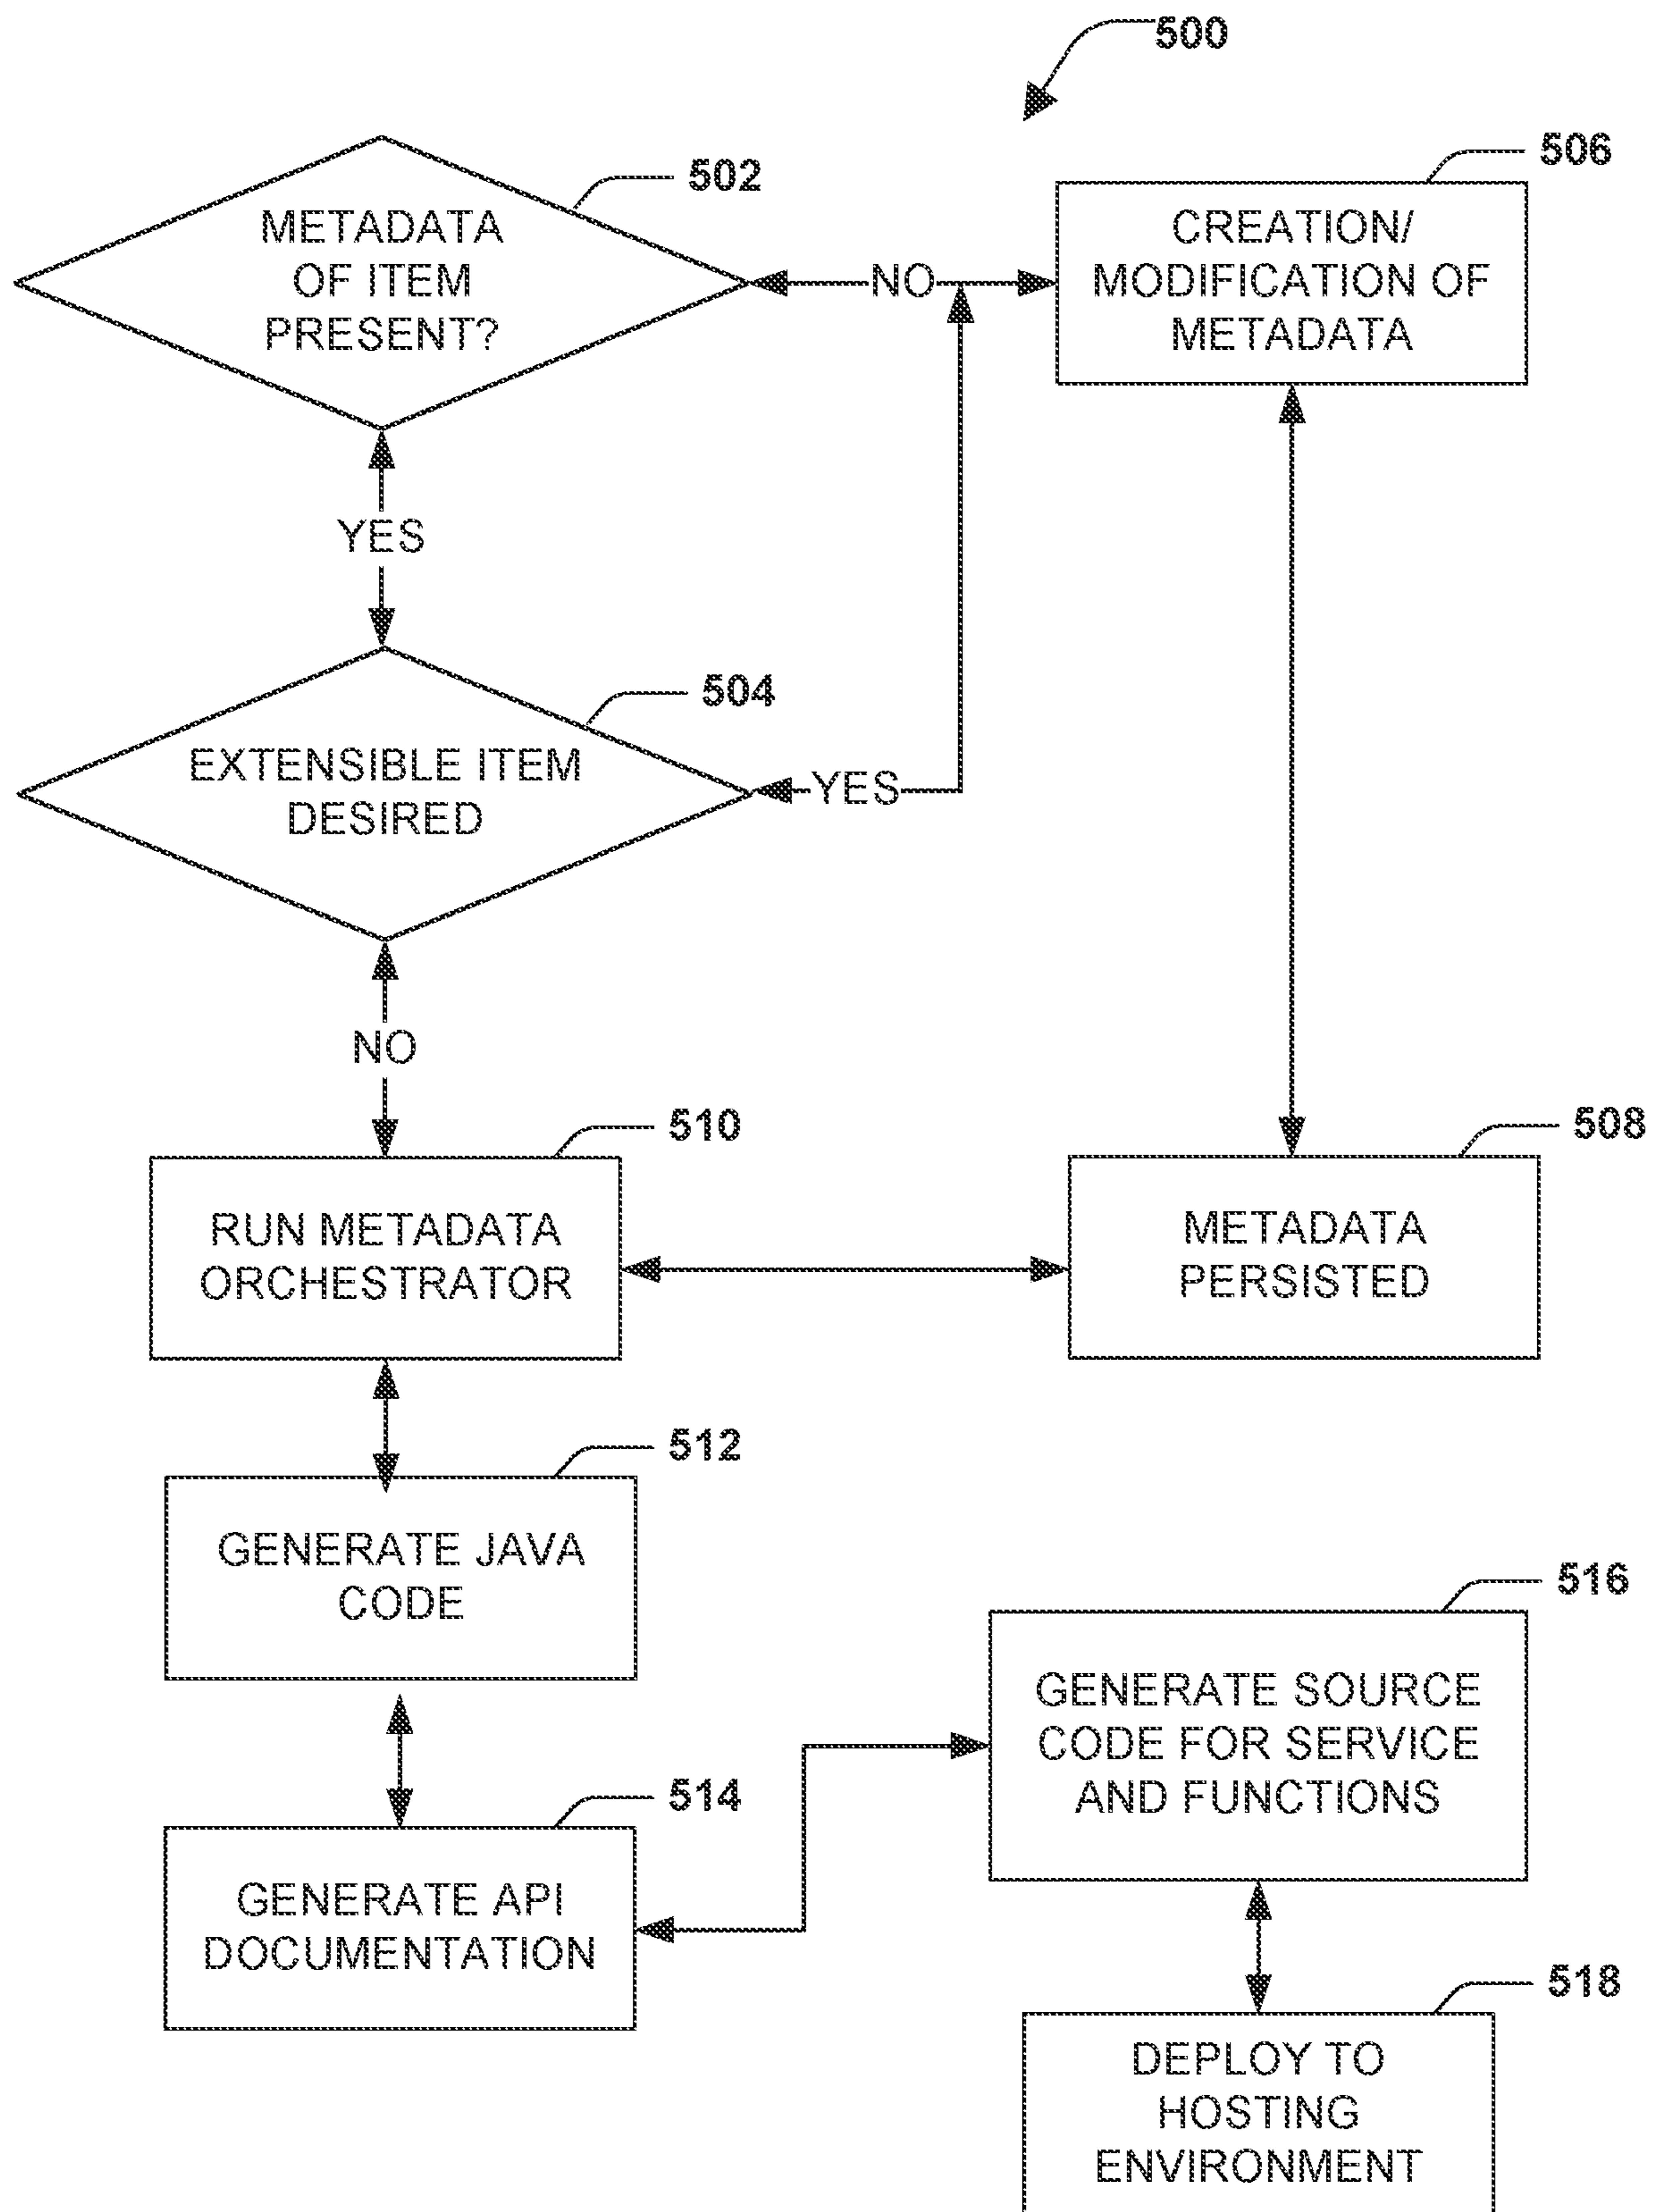 500
502
METADATA
OF ITEM
PRESENT?
NO
506
CREATION/
MODIFICATION OF
METADATA
YES
504
EXTENSIBLE ITEM
DESIRED
YES
NO
510
RUN METADATA
ORCHESTRATOR
508
METADATA
PERSISTED
512
GENERATE JAVA
CODE
514
GENERATE API
DOCUMENTATION
516
GENERATE SOURCE
CODE FOR SERVICE
AND FUNCTIONS
518
DEPLOY TO
HOSTING
ENVIRONMENT